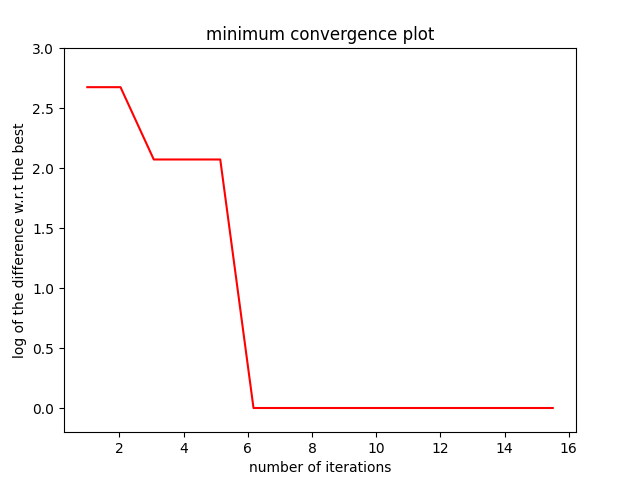 minimum convergence plot
log of the difference w.r.t the best
3.0
2.5
2.0
1.5
1.0
0.5
0.0
2 4 6 8 10 12 14 16
number of iterations